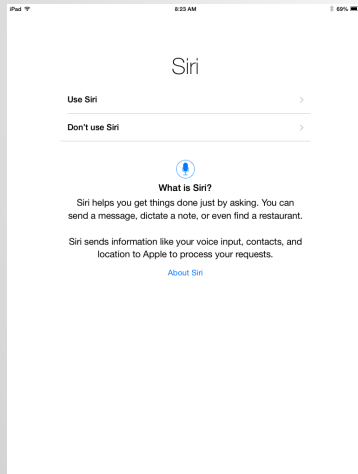 iPad 8:23 AM 69%
Siri
Use Siri
Don't use Siri
What is Siri?
Siri helps you get things done just by asking. You can
send a message, dictate a note, or even find a restaurant.
Siri sends information like your voice input, contacts, and
location to Apple to process your requests.
About Siri